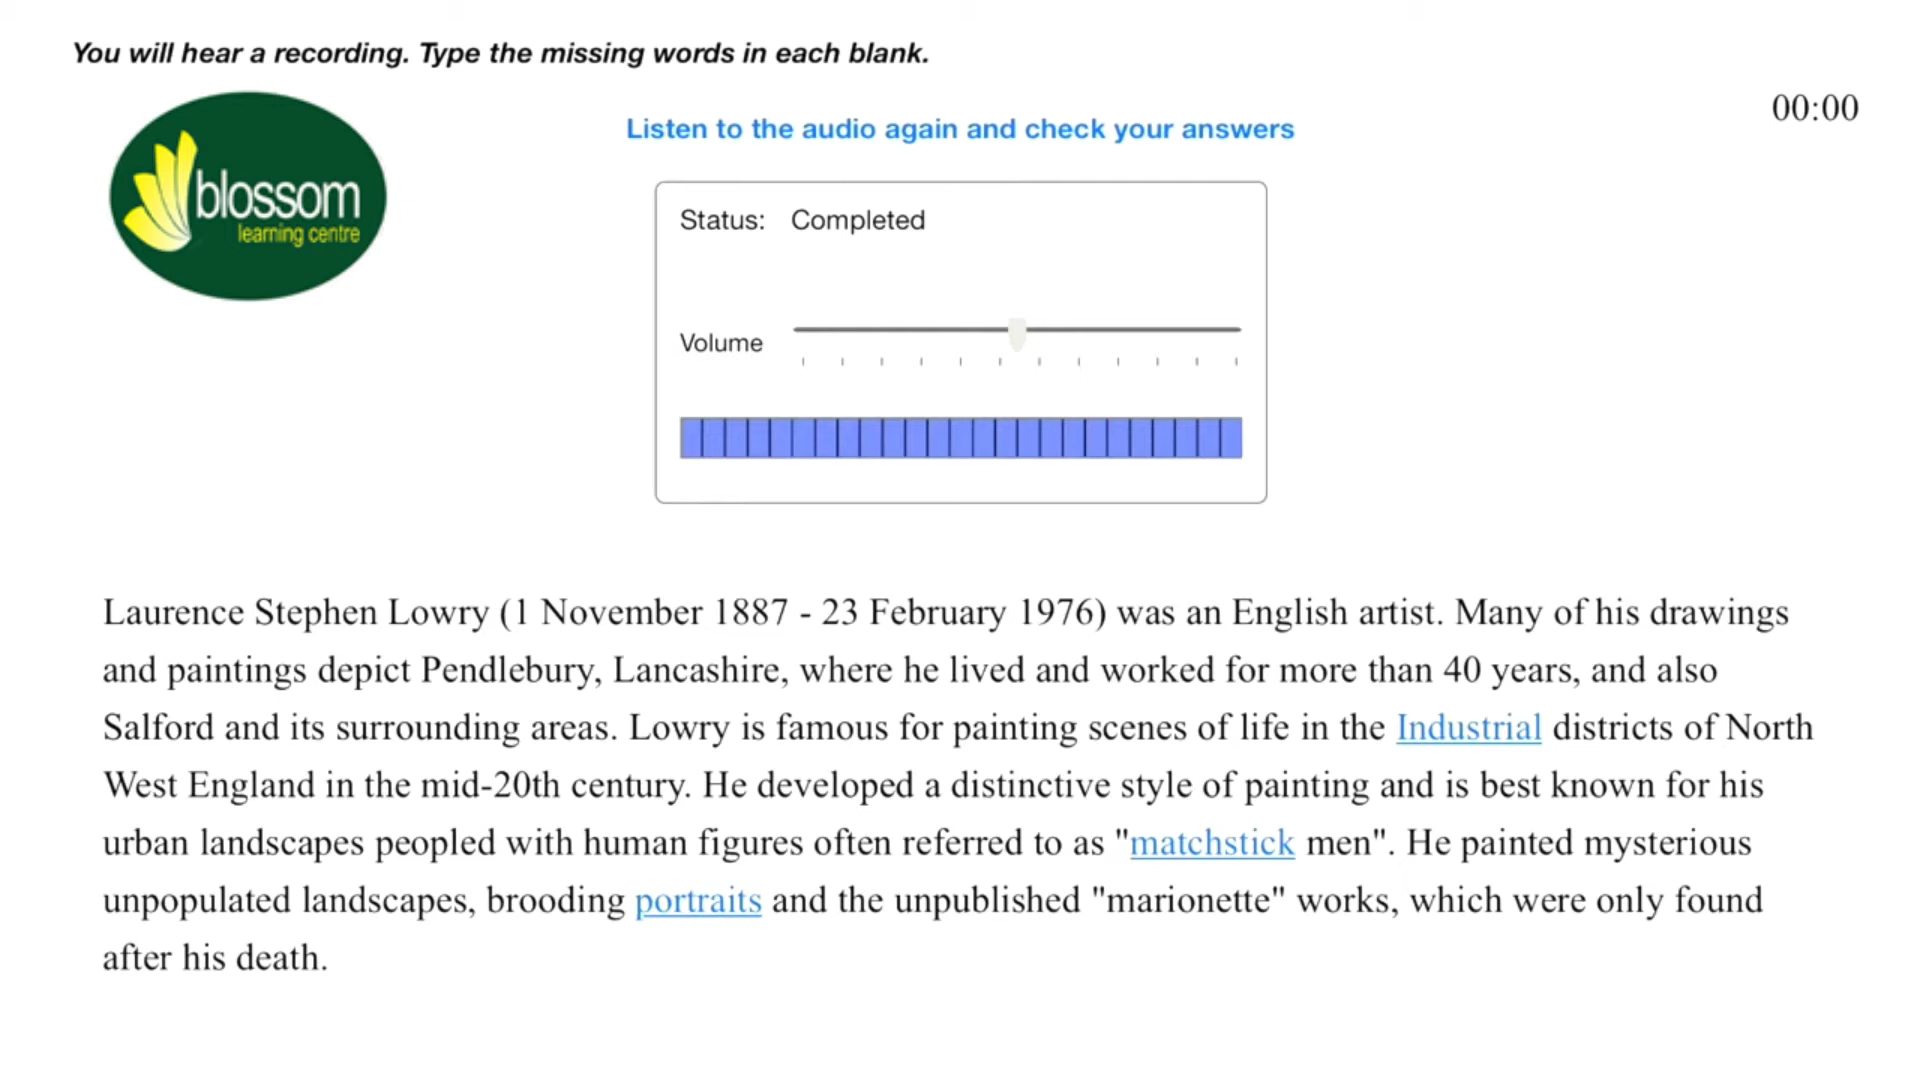 You will hear a recording. Type the missing words in each blank.
00:00
Listen to the audio again and check your answers
blossom
learning centre
Status: Completed
Volume
Laurence Stephen Lowry (1 November 1887 - 23 February 1976) was an English artist. Many of his drawings
and paintings depict Pendlebury, Lancashire, where he lived and worked for more than 40 years, and also
Salford and its surrounding areas. Lowry is famous for painting scenes of life in the Industrial districts of North
West England in the mid-20th century. He developed a distinctive style of painting and is best known for his
urban landscapes peopled with human figures often referred to as "matchstick men". He painted mysterious
unpopulated landscapes, brooding portraits and the unpublished "marionette" works, which were only found
after his death.